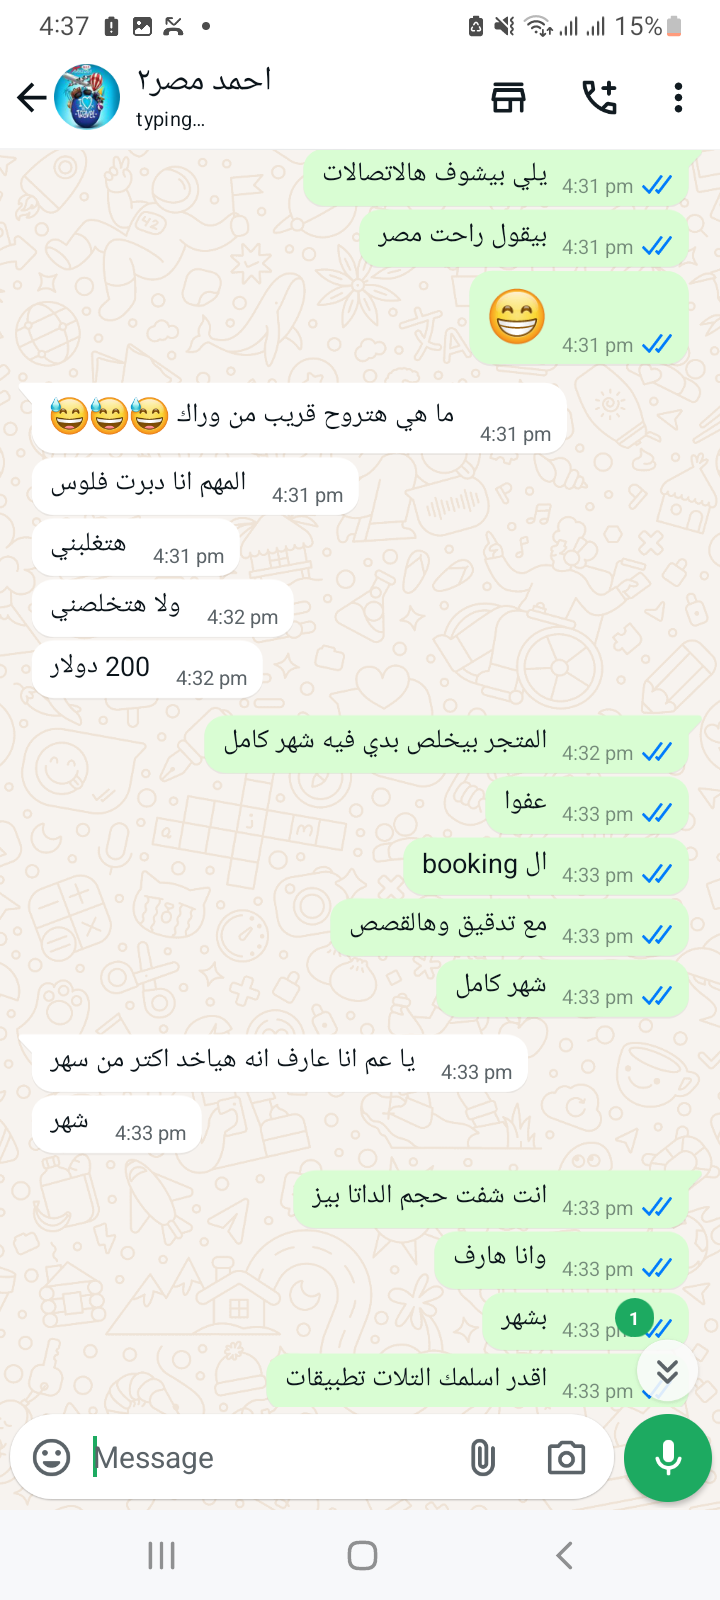 4:37
15%
احمد مصر٢
typing...
يلي بيشوف هالاتصالات
4:31 pm
بيقول راحت مصر
4:31 pm
😁
4:31 pm
ما هي هتروح قريب من وراك 😅😅😅
4:31 pm
المهم انا دبرت فلوس
4:31 pm
هتغلبني
4:31 pm
ولا هتخلصني
4:32 pm
200 دولار
4:32 pm
المتجر بيخلص بدي فيه شهر كامل
4:32 pm
عفوا
4:33 pm
ال booking
4:33 pm
مع تدقيق وهالقصص
4:33 pm
شهر كامل
4:33 pm
يا عم انا عارف انه هياخد اكتر من سهر
4:33 pm
شهر
4:33 pm
انت شفت حجم الداتا بيز
4:33 pm
وانا هارف
4:33 pm
بشهر
4:33 p
1
اقدر اسلمك التلات تطبيقات
4:33 pm
Message